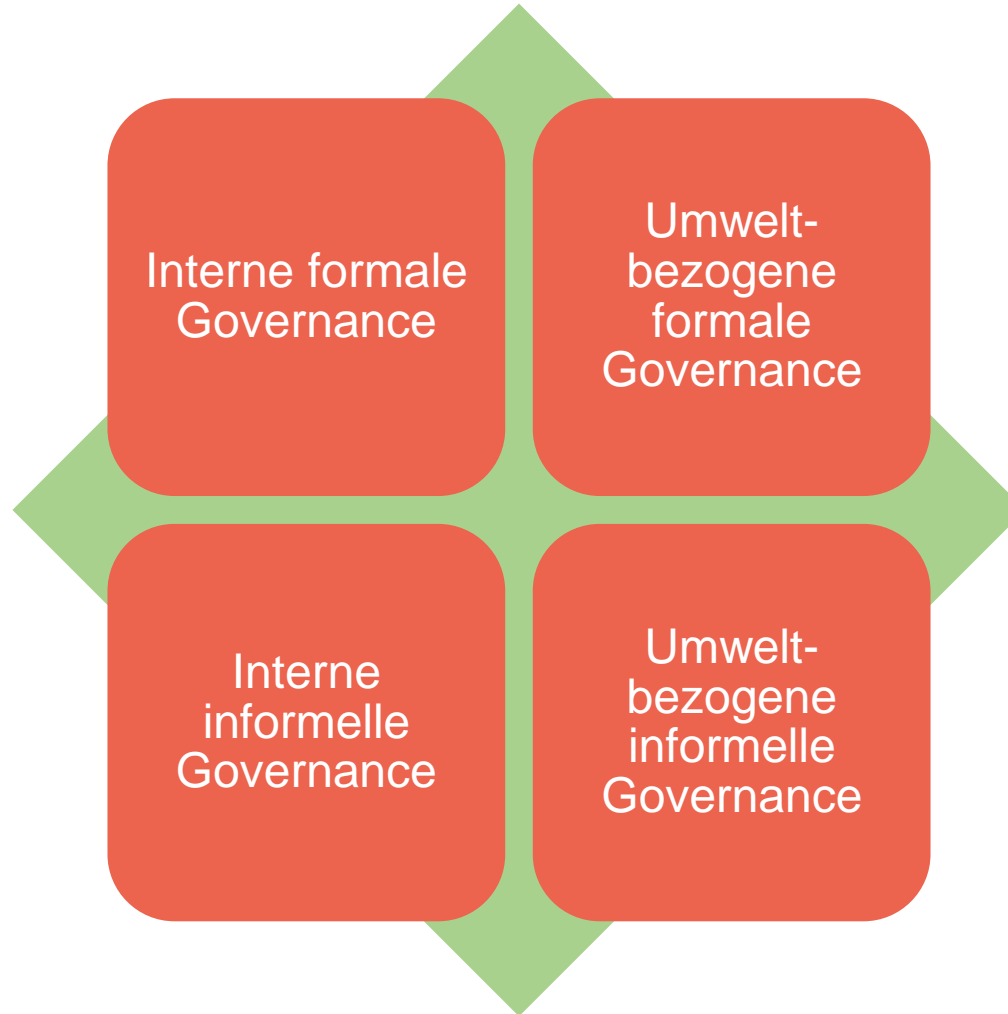 Interne formale
Governance
Umwelt-
bezogene
formale
Governance
Interne
informelle
Governance
Umwelt-
bezogene
informelle
Governance